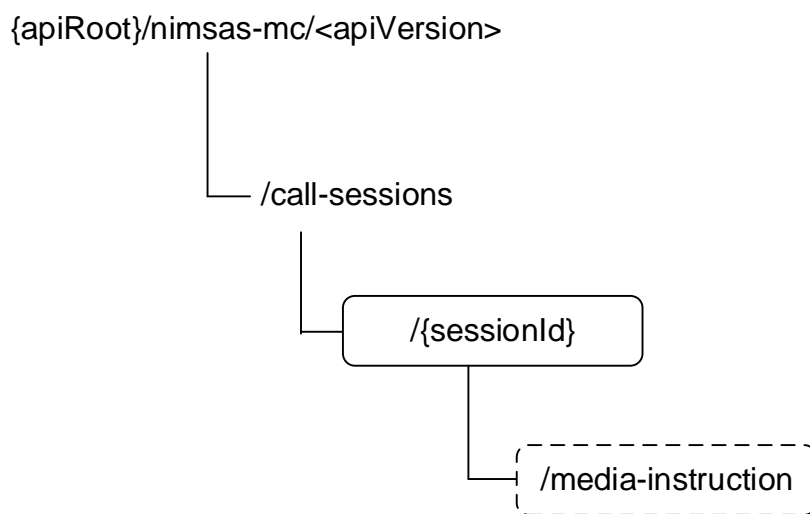 {apiRoot}/nimsas-mc/<apiVersion>
/call-sessions
/{sessionId}
/media-instruction